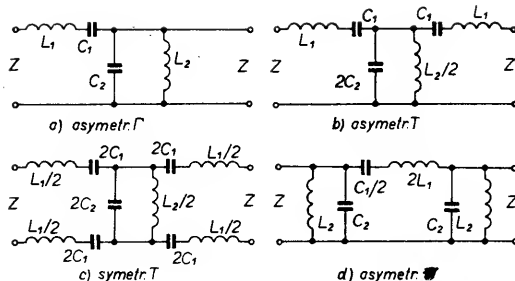 L₁ C₁
Z C₂ L₂ Z
a) asymetr. Γ
C₁ L₁
L₁ C₁
Z 2C₂ L₂/2 Z
b) asymetr. T
2C₁ 2C₁ L₁/2
L₁/2
Z 2C₂ L₂/2 Z
L₁/2 L₁/2
2C₁ 2C₁
c) symetr. T
C₁/2 2L₁
Z L₂ C₂ C₂ L₂ Z
d) asymetr.